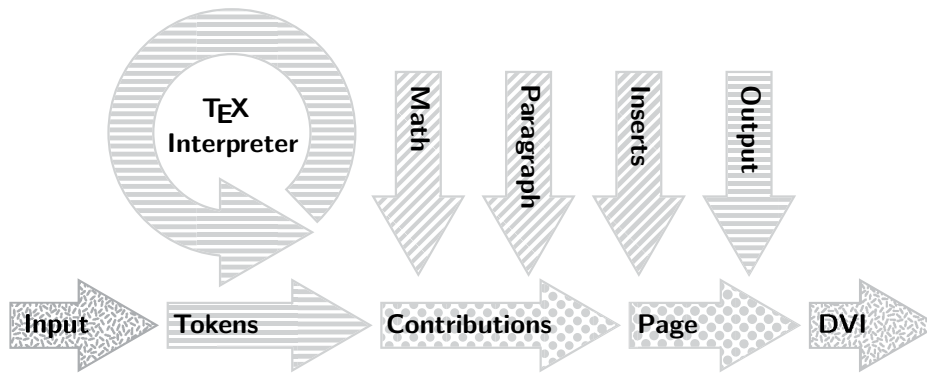 TEX
Interpreter
Math
Paragraph
Inserts
Output
Input
Tokens
Contributions
Page
DVI